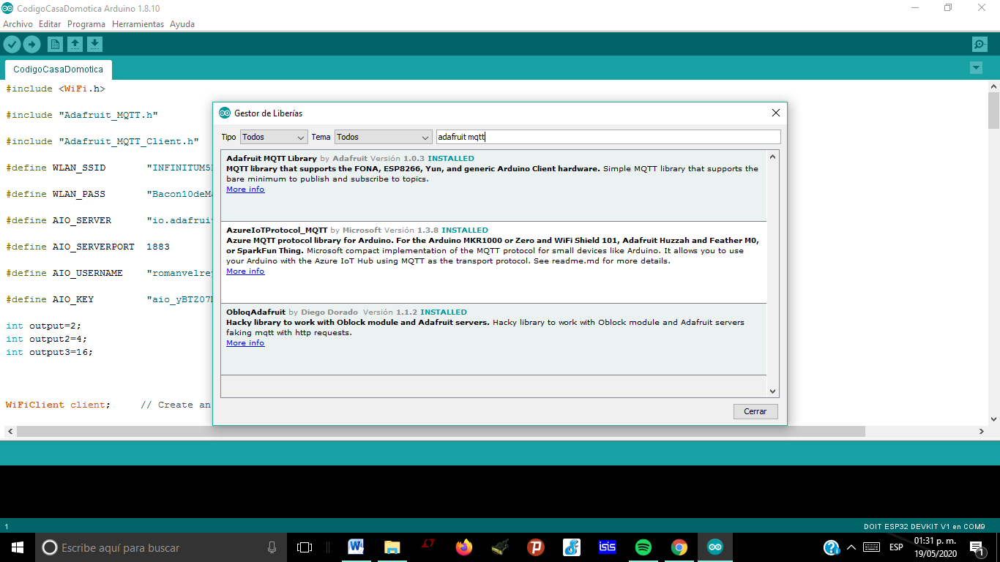 CodigoCasaDomotica Arduino 1.8.10
Archivo Editar Programa Herramientas Ayuda
CodigoCasaDomotica
#include <WiFi.h>
#include "Adafruit_MQTT.h"
#include "Adafruit_MQTT_Client.h"
#define WLAN_SSID "INFINITUM5
#define WLAN_PASS "Bacon10deM
#define AIO_SERVER "io.adafruit
#define AIO_SERVERPORT 1883
#define AIO_USERNAME "romanvelrey
#define AIO_KEY "aio_yBTZ07
int output=2;
int output2=4;
int output3=16;
WiFiClient client; // Create an
Gestor de Liberías
Tipo Todos Tema Todos adafruit mqtt
Adafruit MQTT Library by Adafruit Versión 1.0.3 INSTALLED
MQTT library that supports the FONA, ESP8266, Yun, and generic Arduino Client hardware. Simple MQTT library that supports the
bare minimum to publish and subscribe to topics.
More info
AzureIoTProtocol_MQTT by Microsoft Versión 1.3.8 INSTALLED
Azure MQTT protocol library for Arduino. For the Arduino MKR1000 or Zero and WiFi Shield 101, Adafruit Huzzah and Feather M0,
or SparkFun Thing. Microsoft compact implementation of the MQTT protocol for small devices like Arduino. It allows you to use
your Arduino with the Azure IoT Hub using MQTT as the transport protocol. See readme.md for more details.
More info
ObloqAdafruit by Diego Dorado Versión 1.1.2 INSTALLED
Hacky library to work with Oblock module and Adafruit servers. Hacky library to work with Oblock module and Adafruit servers
faking mqtt with http requests.
More info
Cerrar
1
DOIT ESP32 DEVKIT V1 en COM9
Escribe aquí para buscar
isis
ESP
01:31 p. m.
19/05/2020
1